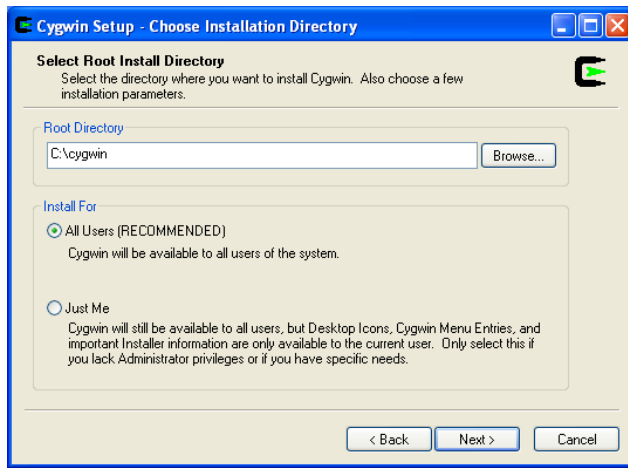 Cygwin Setup - Choose Installation Directory
Select Root Install Directory
Select the directory where you want to install Cygwin. Also choose a few
installation parameters.
Root Directory
C:\cygwin
Browse...
Install For
All Users (RECOMMENDED)
Cygwin will be available to all users of the system.
Just Me
Cygwin will still be available to all users, but Desktop Icons, Cygwin Menu Entries, and
important Installer information are only available to the current user. Only select this if
you lack Administrator privileges or if you have specific needs.
< Back
Next >
Cancel